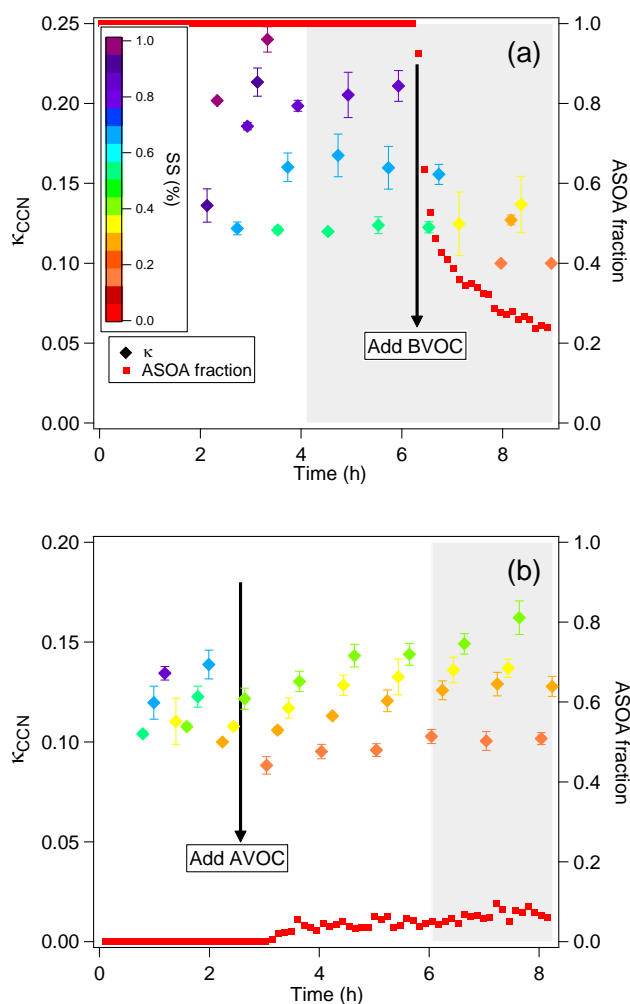 (a)
0.25
0.20
0.15
0.10
0.05
0.00
κCCN
1.0
0.8
0.6
0.4
0.2
0.0
SS (%)
κ
ASOA fraction
Add BVOC
1.0
0.8
0.6
0.4
0.2
0.0
ASOA fraction
0 2 4 6 8
Time (h)
(b)
0.20
0.15
0.10
0.05
0.00
κCCN
Add AVOC
1.0
0.8
0.6
0.4
0.2
0.0
ASOA fraction
0 2 4 6 8
Time (h)